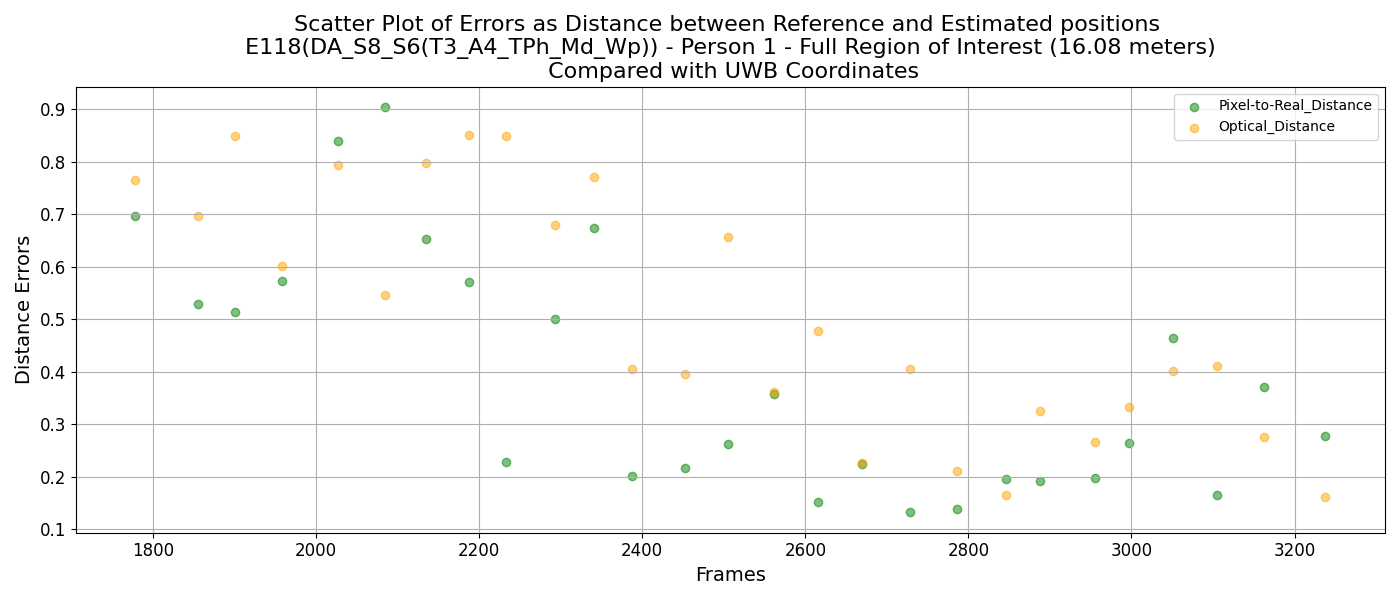 Scatter Plot of Errors as Distance between Reference and Estimated positions
E118(DA_S8_S6(T3_A4_TPh_Md_Wp)) - Person 1 - Full Region of Interest (16.08 meters)
Compared with UWB Coordinates
Pixel-to-Real_Distance
Optical_Distance
Distance Errors
0.9
0.8
0.7
0.6
0.5
0.4
0.3
0.2
0.1
1800 2000 2200 2400 2600 2800 3000 3200
Frames